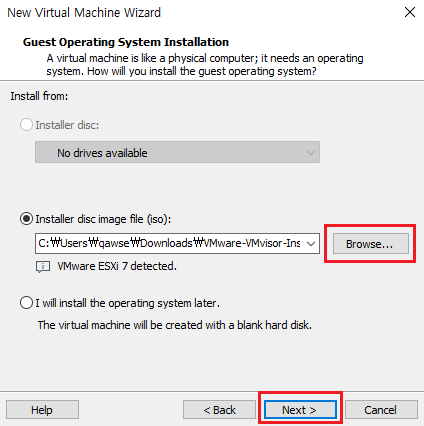 New Virtual Machine Wizard
Guest Operating System Installation
A virtual machine is like a physical computer; it needs an operating
system. How will you install the guest operating system?
Install from:
Installer disc:
No drives available
Installer disc image file (iso):
C:₩Users₩qawse₩Downloads₩VMware-VMvisor-Ins
Browse...
VMware ESXi 7 detected.
I will install the operating system later.
The virtual machine will be created with a blank hard disk.
Help
< Back
Next >
Cancel